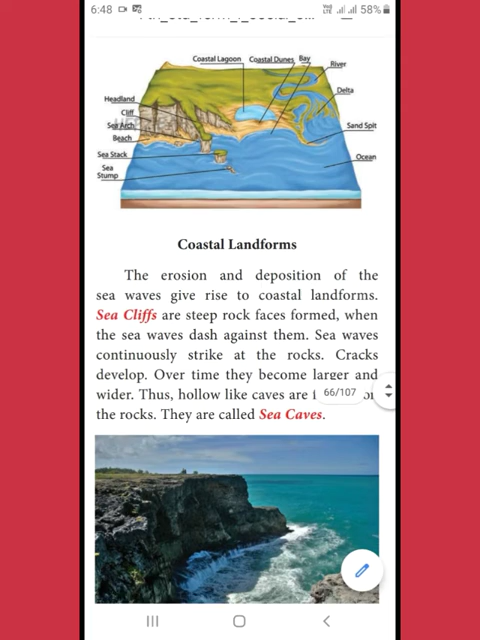 6:48
58%
Coastal Lagoon
Coastal Dunes
Bay
River
Headland
Delta
Cliff
Sea Arch
Sand Spit
Beach
Sea Stack
Ocean
Sea
Stump
Coastal Landforms
The erosion and deposition of the
sea waves give rise to coastal landforms.
Sea Cliffs are steep rock faces formed, when
the sea waves dash against them. Sea waves
continuously strike at the rocks. Cracks
develop. Over time they become larger and
wider. Thus, hollow like caves are
66/107
the rocks. They are called Sea Caves.